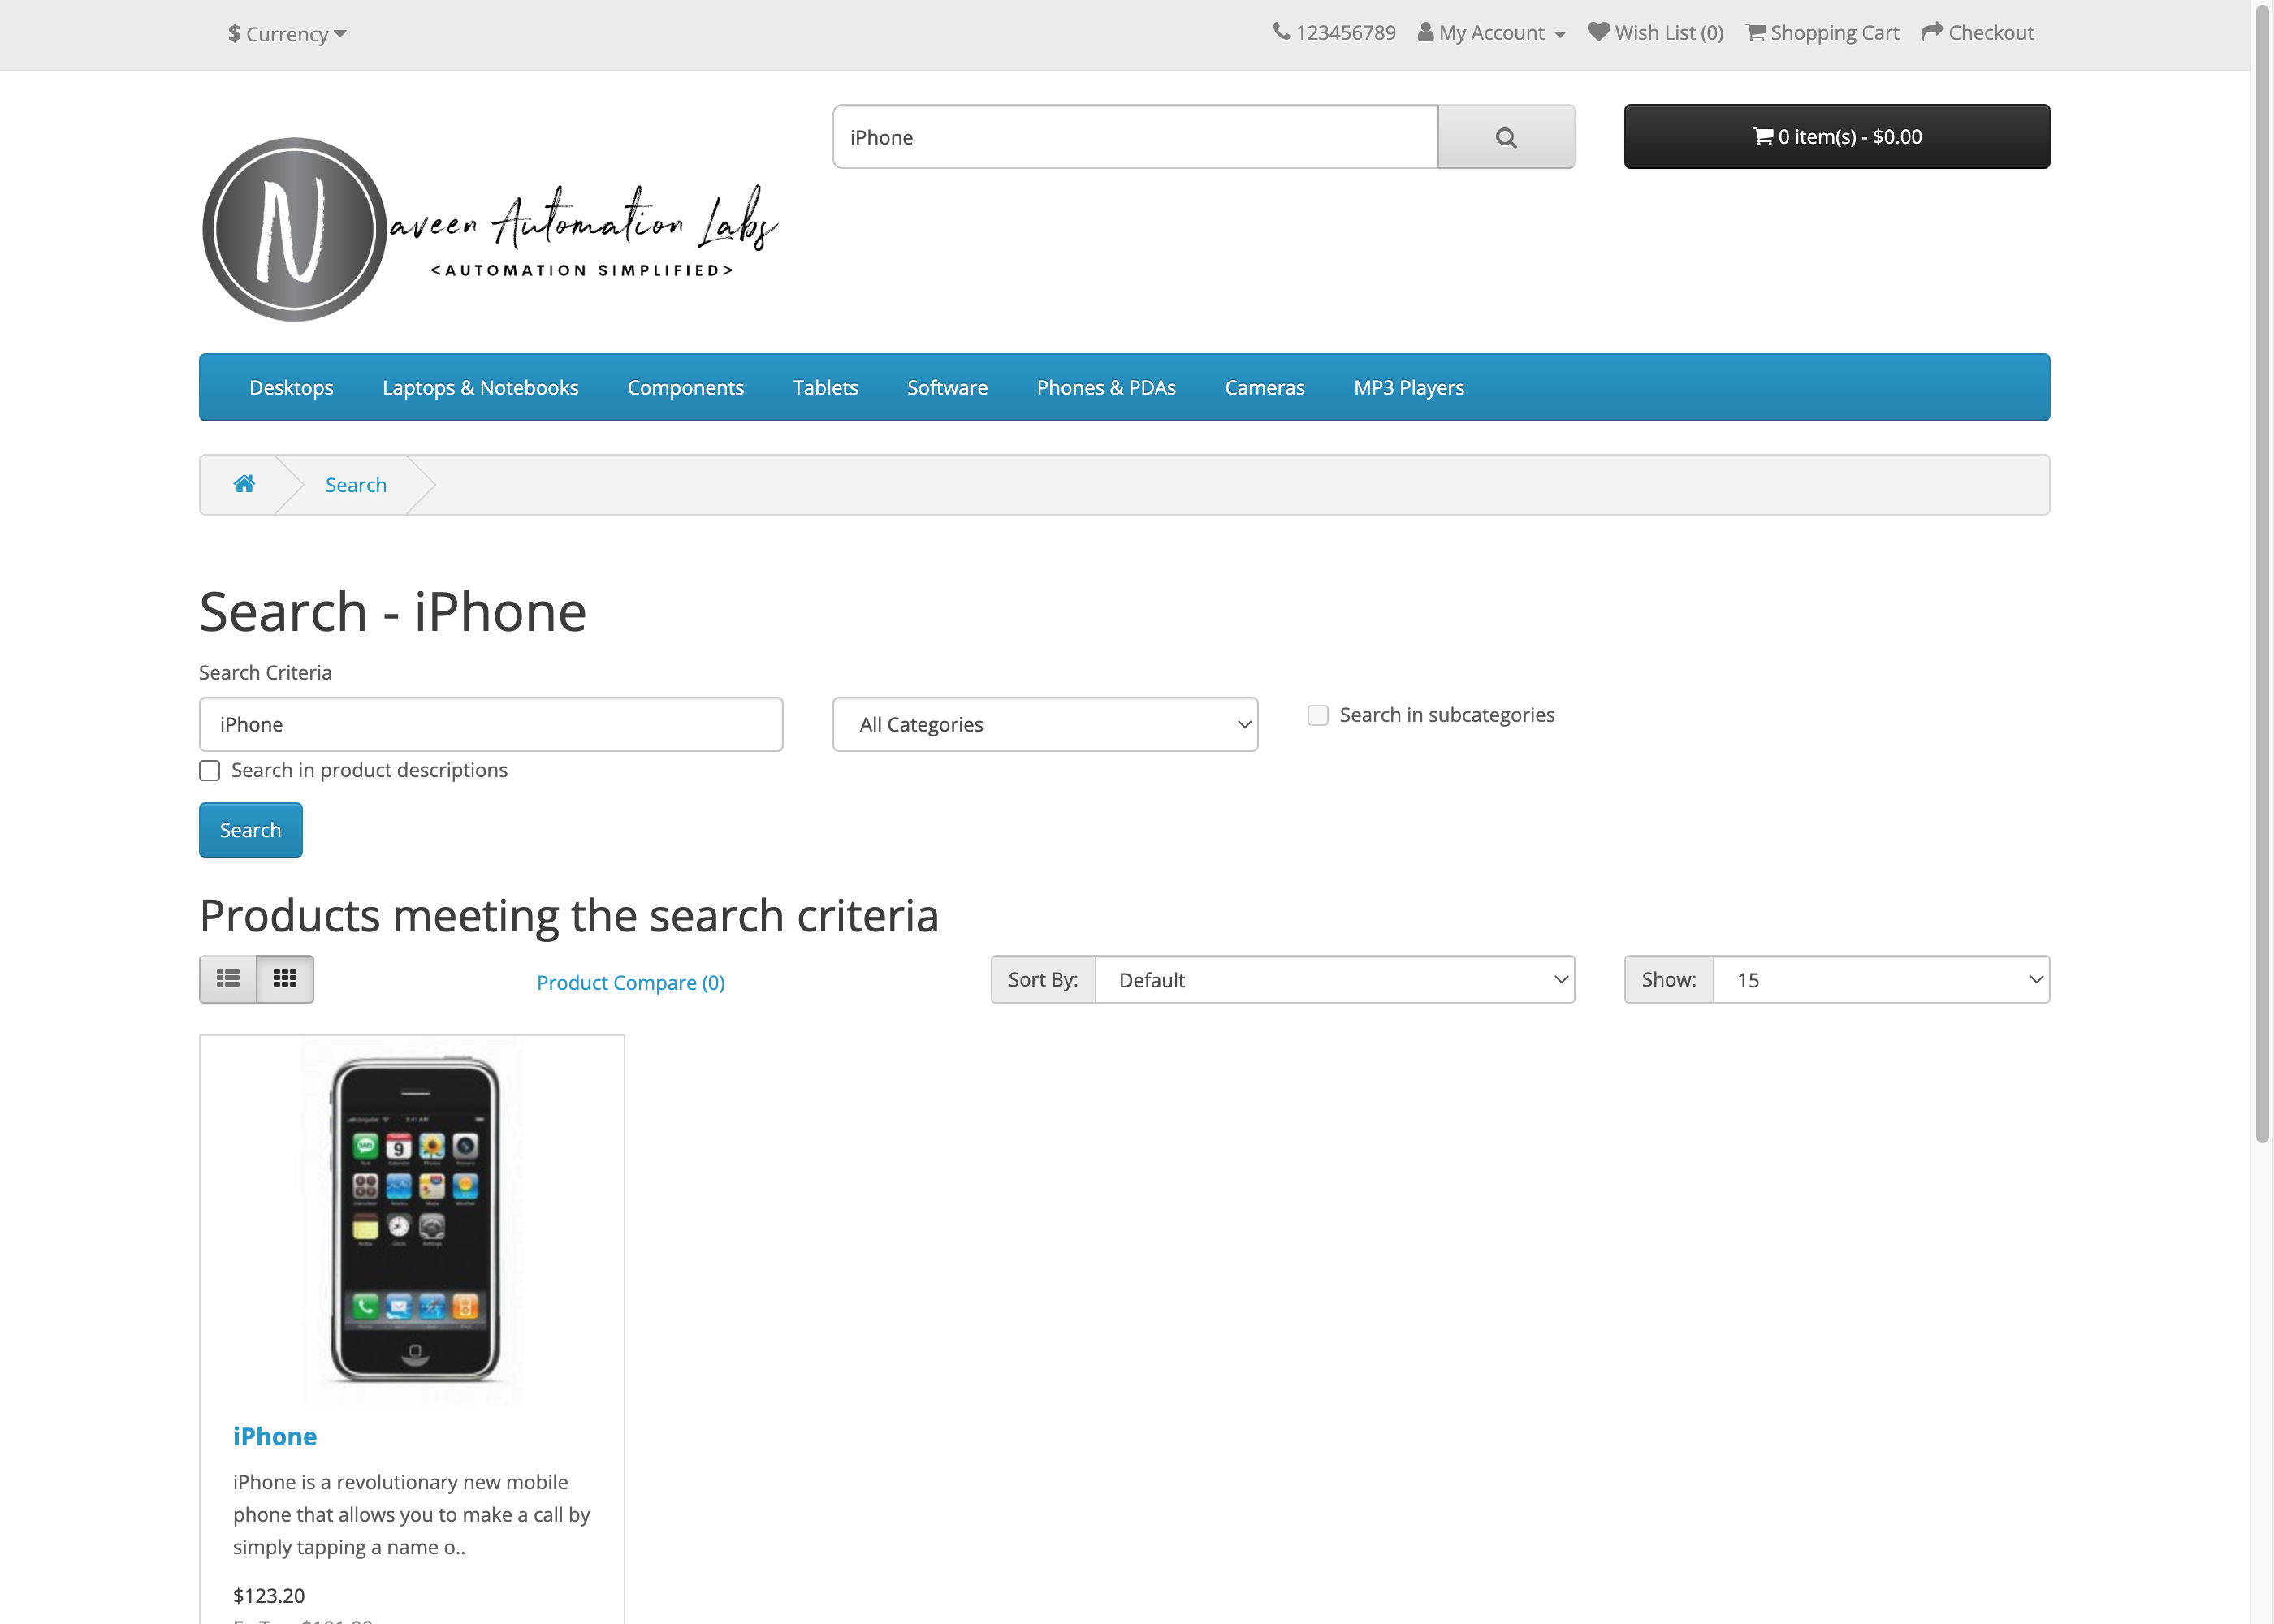 $ Currency
123456789 My Account Wish List (0) Shopping Cart Checkout
iPhone
0 item(s) - $0.00
N
aveen Automation Labs
<AUTOMATION SIMPLIFIED>
Desktops Laptops & Notebooks Components Tablets Software Phones & PDAs Cameras MP3 Players
Search
Search - iPhone
Search Criteria
iPhone All Categories Search in subcategories
Search in product descriptions
Search
Products meeting the search criteria
Product Compare (0) Sort By: Default Show: 15
9
iPhone
iPhone is a revolutionary new mobile
phone that allows you to make a call by
simply tapping a name o..
$123.20